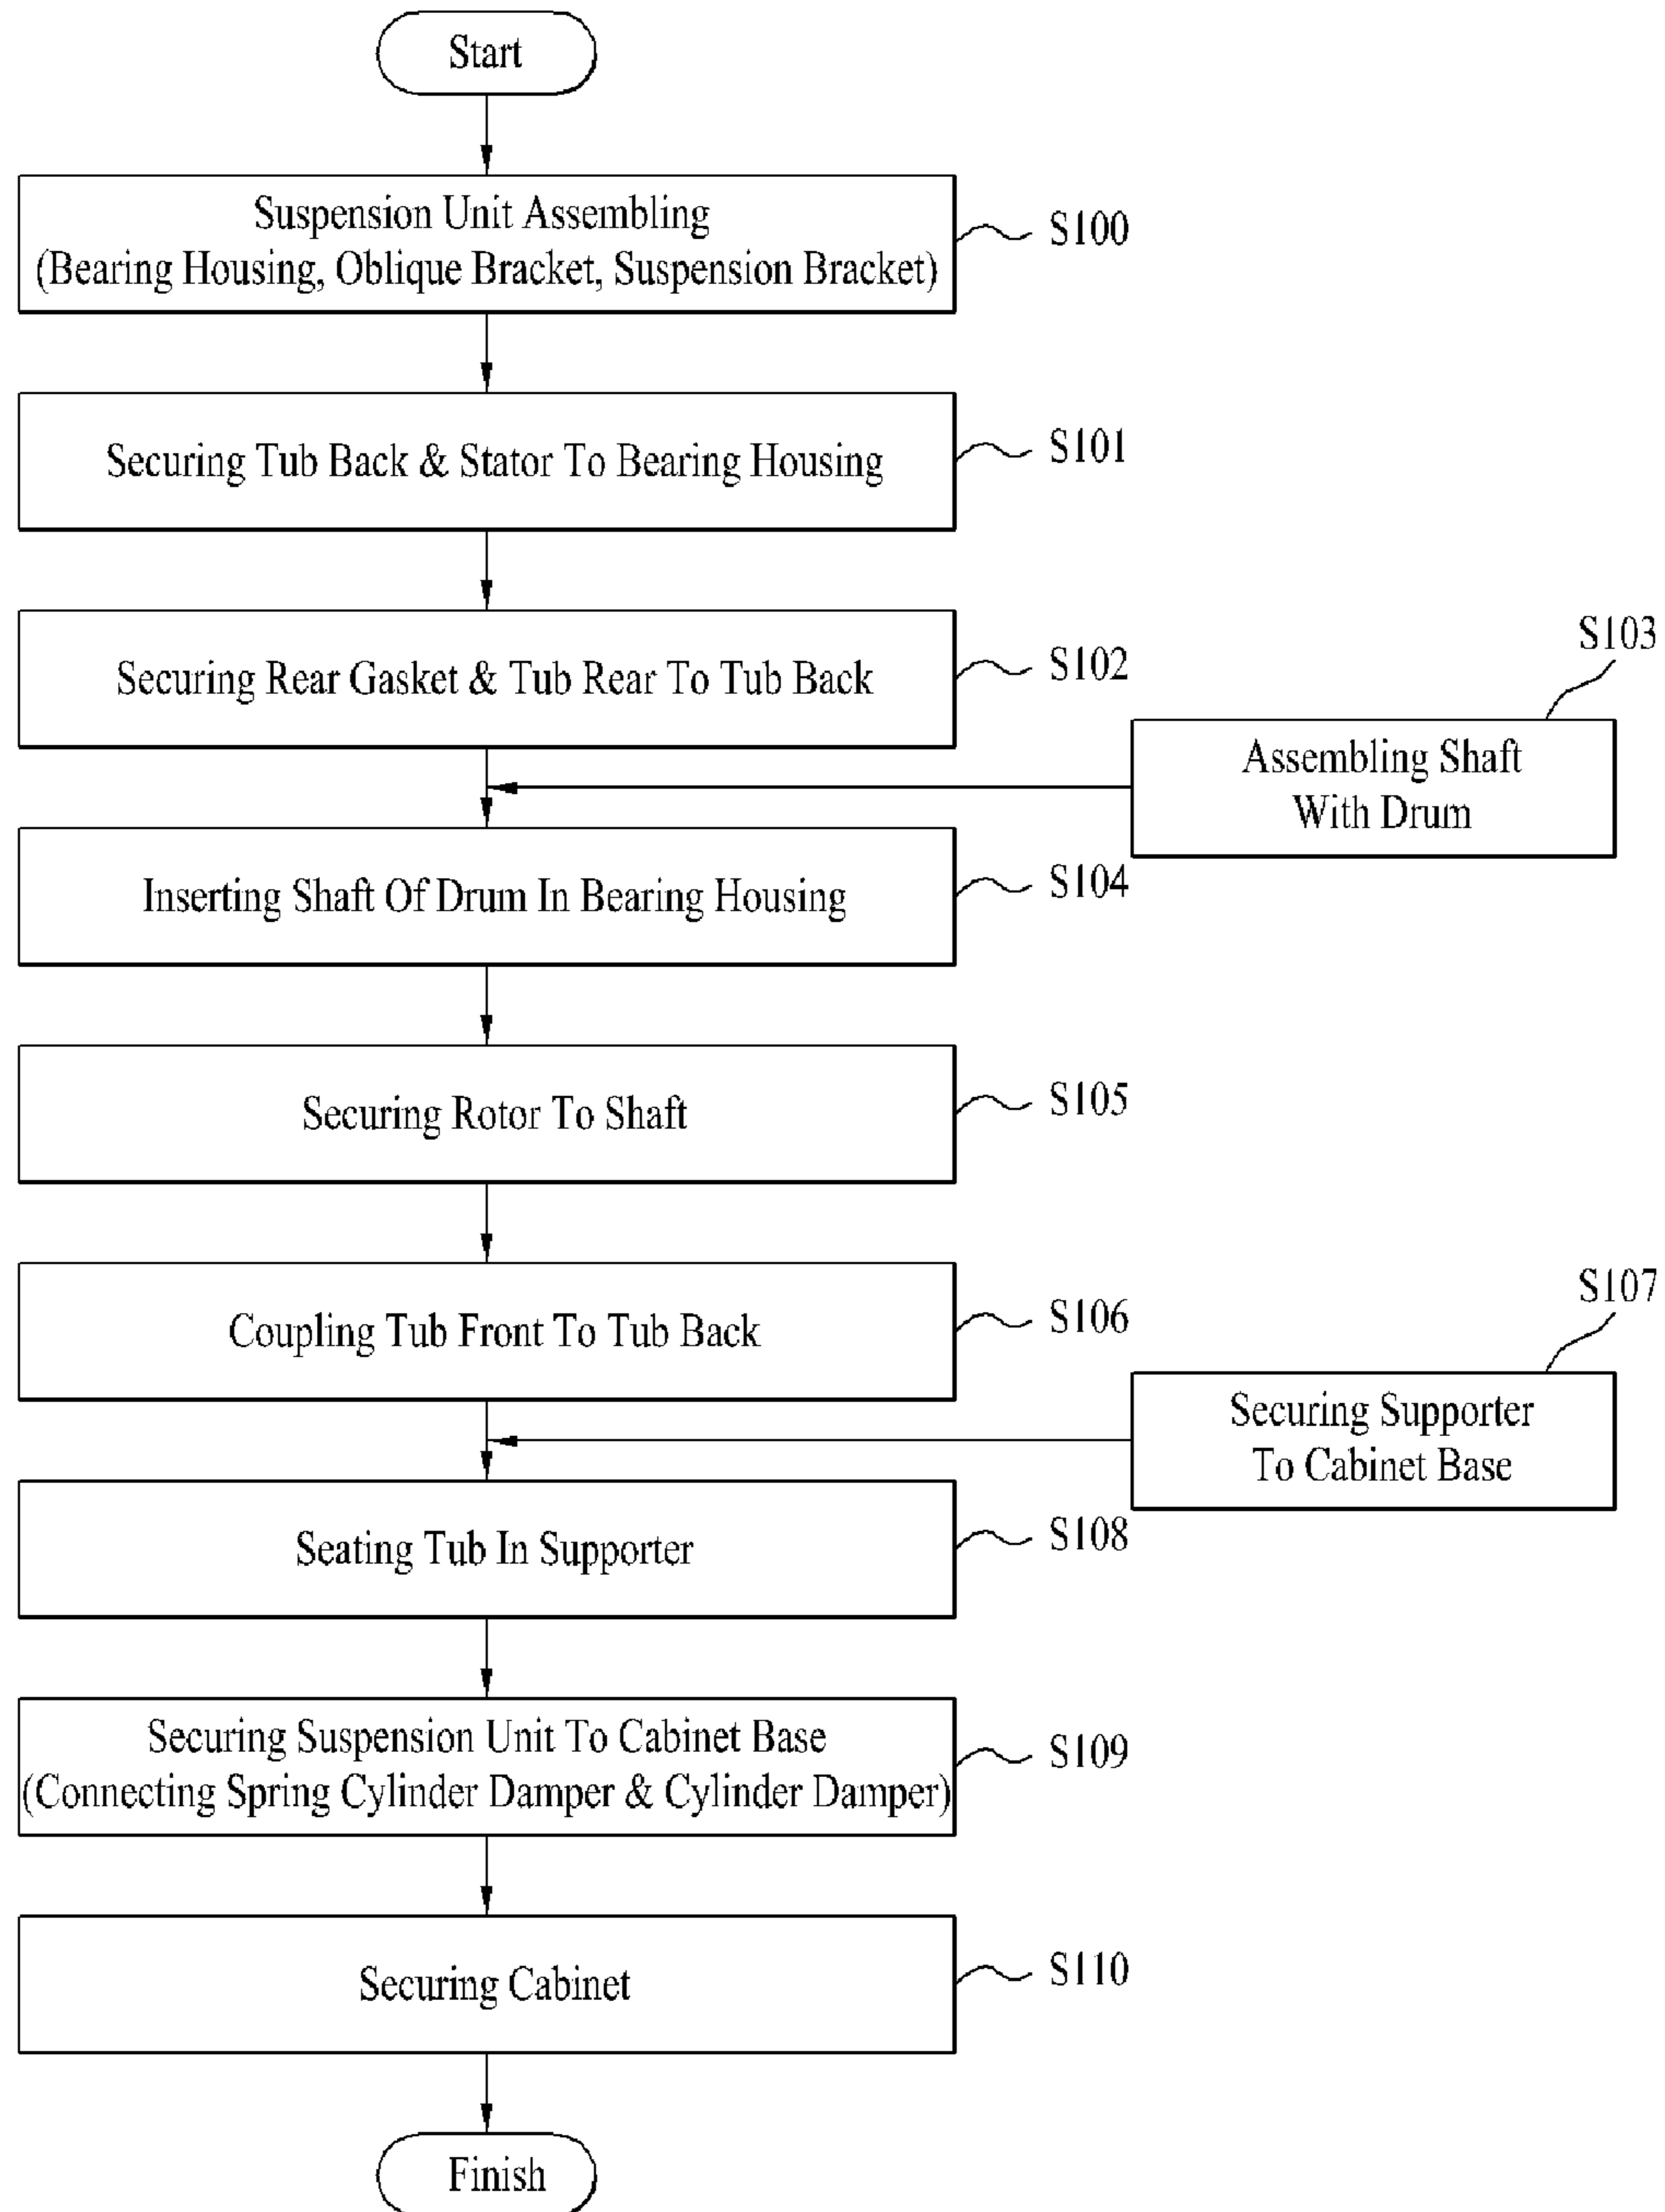 Start
Suspension Unit Assembling
(Bearing Housing, Oblique Bracket, Suspension Bracket)
S100
Securing Tub Back & Stator To Bearing Housing
S101
Securing Rear Gasket & Tub Rear To Tub Back
S102
S103
Assembling Shaft
With Drum
Inserting Shaft Of Drum In Bearing Housing
S104
Securing Rotor To Shaft
S105
Coupling Tub Front To Tub Back
S106
S107
Securing Supporter
To Cabinet Base
Seating Tub In Supporter
S108
Securing Suspension Unit To Cabinet Base
(Connecting Spring Cylinder Damper & Cylinder Damper)
S109
Securing Cabinet
S110
Finish